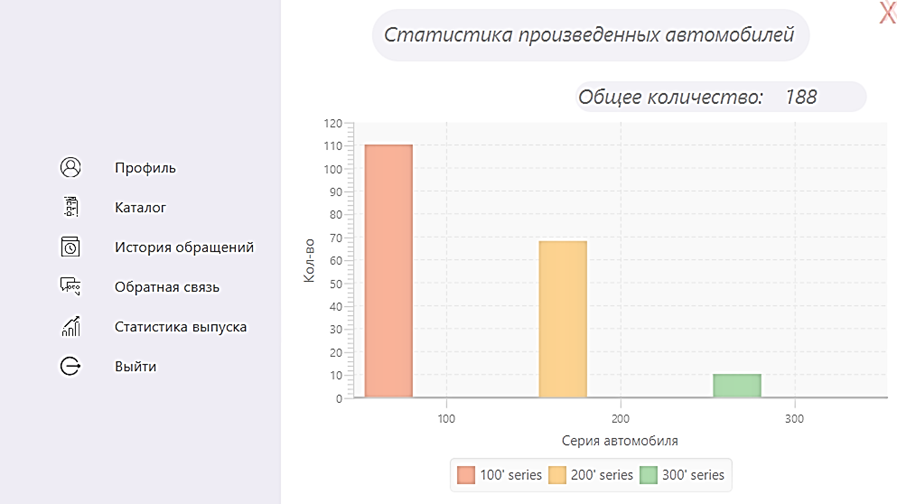 X
Статистика произведенных автомобилей
Общее количество: 188
Профиль
Каталог
История обращений
Обратная связь
Статистика выпуска
Выйти
Кол-во
120
110
100
90
80
70
60
50
40
30
20
10
0
100 200 300
Серия автомобиля
100' series 200' series 300' series